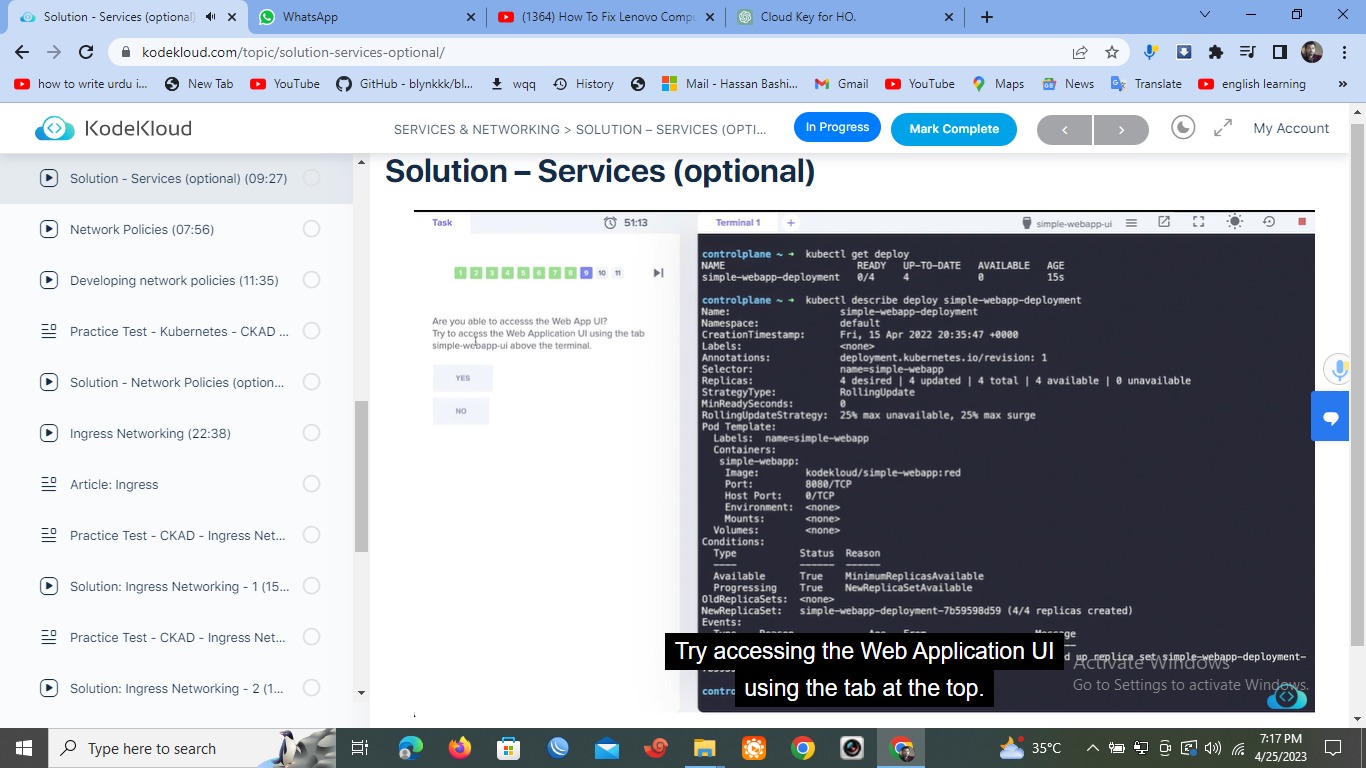 Solution - Services (optional)
WhatsApp
(1364) How To Fix Lenovo Compu
Cloud Key for HO.
kodekloud.com/topic/solution-services-optional/
how to write urdu i...
New Tab
YouTube
GitHub - blynkkk/bl...
wqq
History
Mail - Hassan Bashi...
Gmail
YouTube
Maps
News
Translate
english learning
»
KodeKloud
SERVICES & NETWORKING > SOLUTION – SERVICES (OPTI...
In Progress
Mark Complete
My Account
Solution - Services (optional) (09:27)
Network Policies (07:56)
Developing network policies (11:35)
Practice Test - Kubernetes - CKAD ...
Solution - Network Policies (option...
Ingress Networking (22:38)
Article: Ingress
Practice Test - CKAD - Ingress Net...
Solution: Ingress Networking - 1 (15...
Practice Test - CKAD - Ingress Net...
Solution: Ingress Networking - 2 (1...
Solution – Services (optional)
Task
51:13
1 2 3 4 5 6 7 8 9 10 11
Are you able to accesss the Web App UI?
Try to access the Web Application UI using the tab
simple-webapp-ui above the terminal.
YES
NO
Terminal 1
+
simple-webapp-ui
controlplane ~ ➜ kubectl get deploy
NAME READY UP-TO-DATE AVAILABLE AGE
simple-webapp-deployment 0/4 4 0 15s
controlplane ~ ➜ kubectl describe deploy simple-webapp-deployment
Name: simple-webapp-deployment
Namespace: default
CreationTimestamp: Fri, 15 Apr 2022 20:35:47 +0000
Labels: <none>
Annotations: deployment.kubernetes.io/revision: 1
Selector: name=simple-webapp
Replicas: 4 desired | 4 updated | 4 total | 4 available | 0 unavailable
StrategyType: RollingUpdate
MinReadySeconds: 0
RollingUpdateStrategy: 25% max unavailable, 25% max surge
Pod Template:
Labels: name=simple-webapp
Containers:
simple-webapp:
Image: kodekloud/simple-webapp:red
Port: 8080/TCP
Host Port: 0/TCP
Environment: <none>
Mounts: <none>
Volumes: <none>
Conditions:
Type Status Reason
---- ------ ------
Available True MinimumReplicasAvailable
Progressing True NewReplicaSetAvailable
OldReplicaSets: <none>
NewReplicaSet: simple-webapp-deployment-7b59598d59 (4/4 replicas created)
Events:
Message
d up replica set simple-webapp-deployment-
contro
Try accessing the Web Application UI
using the tab at the top.
Activate Windows
Go to Settings to activate Windows.
Type here to search
35°C
7:17 PM
4/25/2023